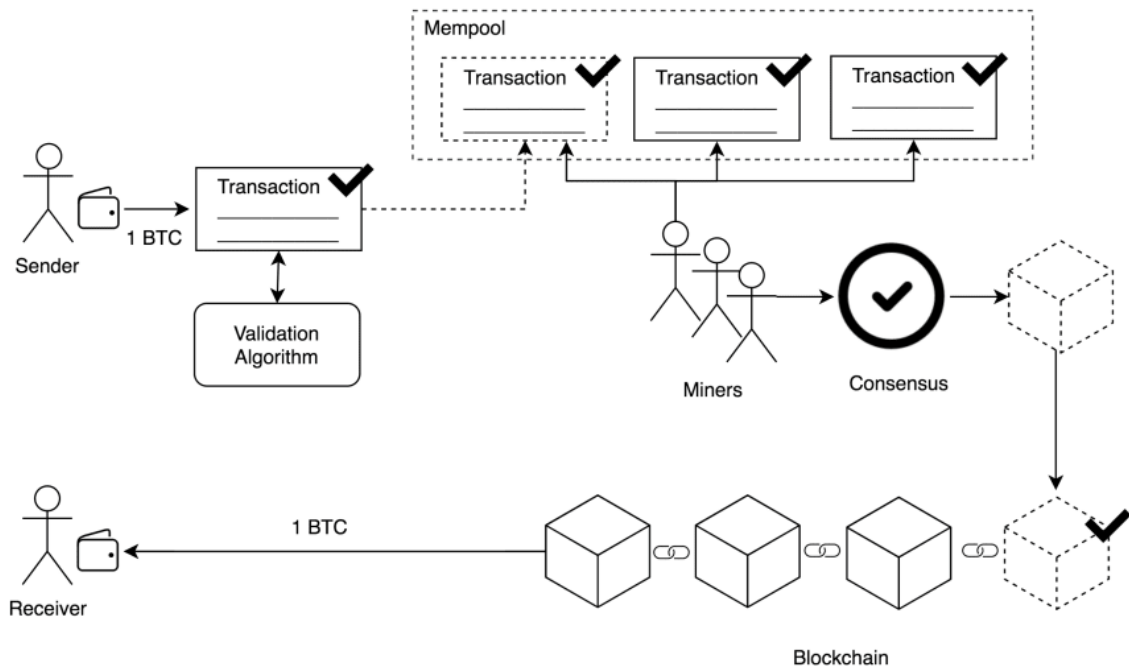 Mempool
Transaction
Transaction
Transaction
Transaction
1 BTC
Sender
Validation
Algorithm
Miners
Consensus
1 BTC
Receiver
Blockchain